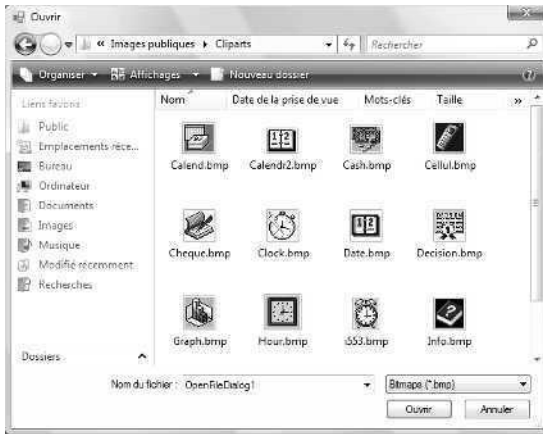 Ouvrir
« Images publiques ▸ Cliparts
Rechercher
Organiser Affichages Nouveau dossier
Liens favoris
Nom Date de la prise de vue Mots-clés Taille »
Public
Emplacements réce...
Bureau
Ordinateur
Documents
Images
Musique
Modifié récemment
Recherches
Dossiers
Calend.bmp Calendr2.bmp Cash.bmp Cellul.bmp
Cheque.bmp Clock.bmp Date.bmp Decision.bmp
Graph.bmp Hour.bmp i553.bmp Info.bmp
Nom du fichier : OpenFileDialog1 Bitmaps (*.bmp)
Ouvrir Annuler